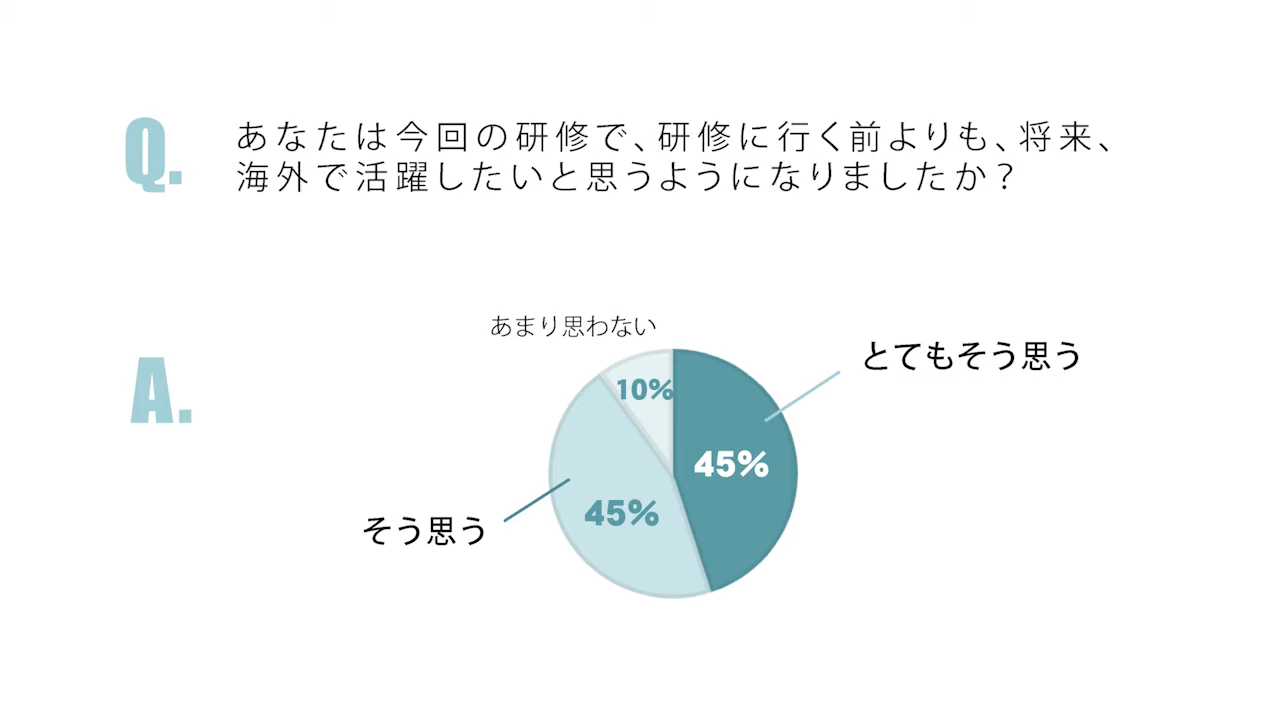 Q.
あなたは今回の研修で、研修に行く前よりも、将来、
海外で活躍したいと思うようになりましたか？
A.
あまり思わない
10%
とてもそう思う
45%
そう思う
45%